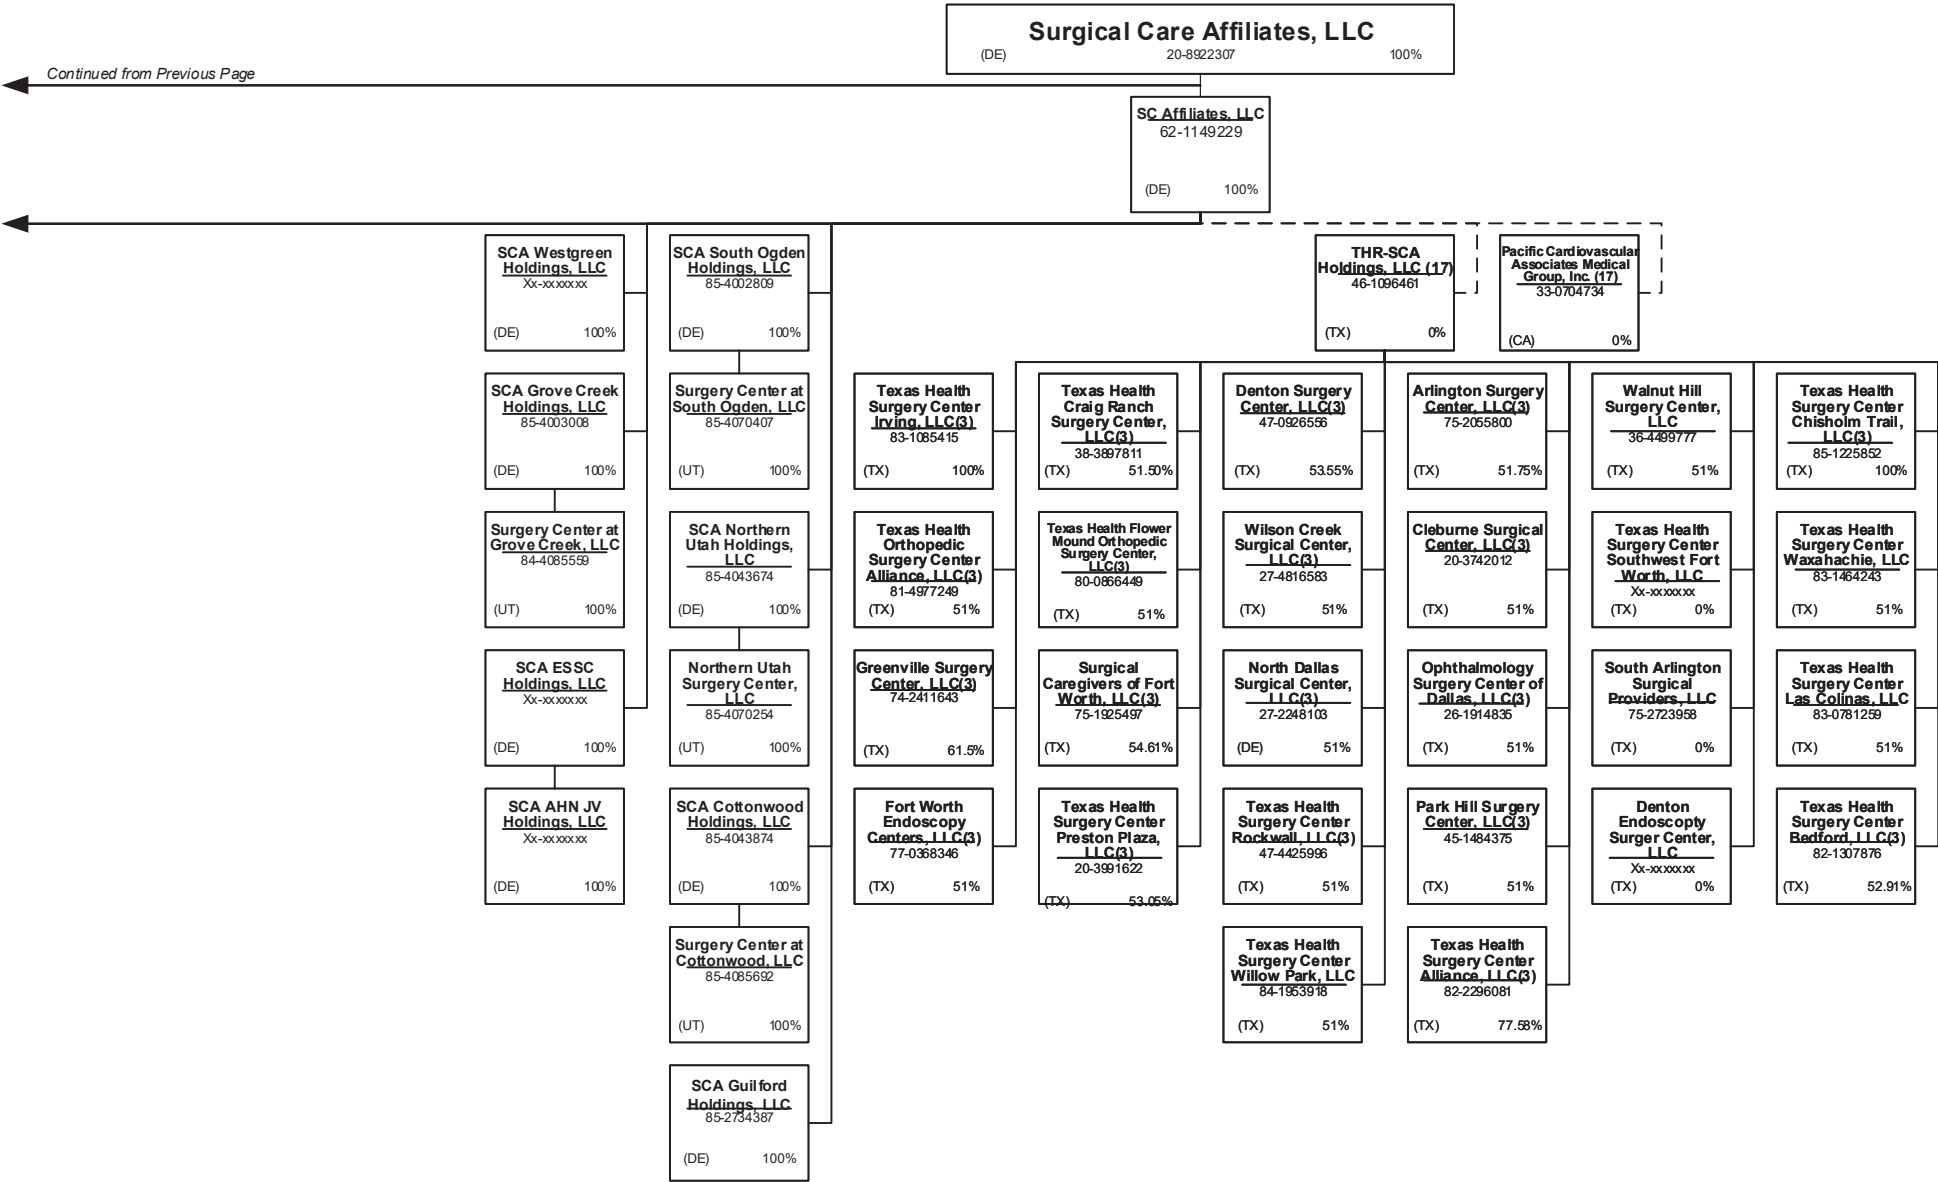 Surgical Care Affiliates, LLC
(DE) 20-8922307 100%
Continued from Previous Page
SC Affiliates, LLC
62-1149229
(DE) 100%
SCA Westgreen
Holdings, LLC
Xx-xxxxxxx
(DE) 100%
SCA South Ogden
Holdings, LLC
85-4002809
(DE) 100%
THR-SCA
Holdings, LLC (17)
46-1096461
(TX) 0%
Pacific Cardiovascular
Associates Medical
Group, Inc. (17)
33-0704734
(CA) 0%
SCA Grove Creek
Holdings, LLC
85-4003008
(DE) 100%
Surgery Center at
South Ogden, LLC
85-4070407
(UT) 100%
Texas Health
Surgery Center
Irving, LLC(3)
83-1085415
(TX) 100%
Texas Health
Craig Ranch
Surgery Center,
LLC(3)
38-3897811
(TX) 51.50%
Denton Surgery
Center, LLC(3)
47-0926556
(TX) 53.55%
Arlington Surgery
Center, LLC(3)
75-2055800
(TX) 51.75%
Walnut Hill
Surgery Center,
LLC
36-4499777
(TX) 51%
Texas Health
Surgery Center
Chisholm Trail,
LLC(3)
85-1225852
(TX) 100%
Surgery Center at
Grove Creek, LLC
84-4085559
(UT) 100%
SCA Northern
Utah Holdings,
LLC
85-4043674
(DE) 100%
Texas Health
Orthopedic
Surgery Center
Alliance, LLC(3)
81-4977249
(TX) 51%
Texas Health Flower
Mound Orthopedic
Surgery Center,
LLC(3)
80-0866449
(TX) 51%
Wilson Creek
Surgical Center,
LLC(3)
27-4816583
(TX) 51%
Cleburne Surgical
Center, LLC(3)
20-3742012
(TX) 51%
Texas Health
Surgery Center
Southwest Fort
Worth, LLC
Xx-xxxxxxx
(TX) 0%
Texas Health
Surgery Center
Waxahachie, LLC
83-1464243
(TX) 51%
SCA ESSC
Holdings, LLC
Xx-xxxxxxx
(DE) 100%
Northern Utah
Surgery Center,
LLC
85-4070254
(UT) 100%
Greenville Surgery
Center, LLC(3)
74-2411643
(TX) 61.5%
Surgical
Caregivers of Fort
Worth, LLC(3)
75-1925497
(TX) 54.61%
North Dallas
Surgical Center,
LLC(3)
27-2248103
(DE) 51%
Ophthalmology
Surgery Center of
Dallas, LLC(3)
26-1914835
(TX) 51%
South Arlington
Surgical
Providers, LLC
75-2723958
(TX) 0%
Texas Health
Surgery Center
Las Colinas, LLC
83-0781259
(TX) 51%
SCA AHN JV
Holdings, LLC
Xx-xxxxxxx
(DE) 100%
SCA Cottonwood
Holdings, LLC
85-4043874
(DE) 100%
Fort Worth
Endoscopy
Centers, LLC(3)
77-0368346
(TX) 51%
Texas Health
Surgery Center
Preston Plaza,
LLC(3)
20-3991622
(TX) 53.05%
Texas Health
Surgery Center
Rockwall, LLC(3)
47-4425996
(TX) 51%
Park Hill Surgery
Center, LLC(3)
45-1484375
(TX) 51%
Denton
Endoscopty
Surger Center,
LLC
Xx-xxxxxxx
(TX) 0%
Texas Health
Surgery Center
Bedford, LLC(3)
82-1307876
(TX) 52.91%
Surgery Center at
Cottonwood, LLC
85-4085692
(UT) 100%
Texas Health
Surgery Center
Willow Park, LLC
84-1953918
(TX) 51%
Texas Health
Surgery Center
Alliance, LLC(3)
82-2296081
(TX) 77.58%
SCA Guilford
Holdings, LLC
85-2734387
(DE) 100%